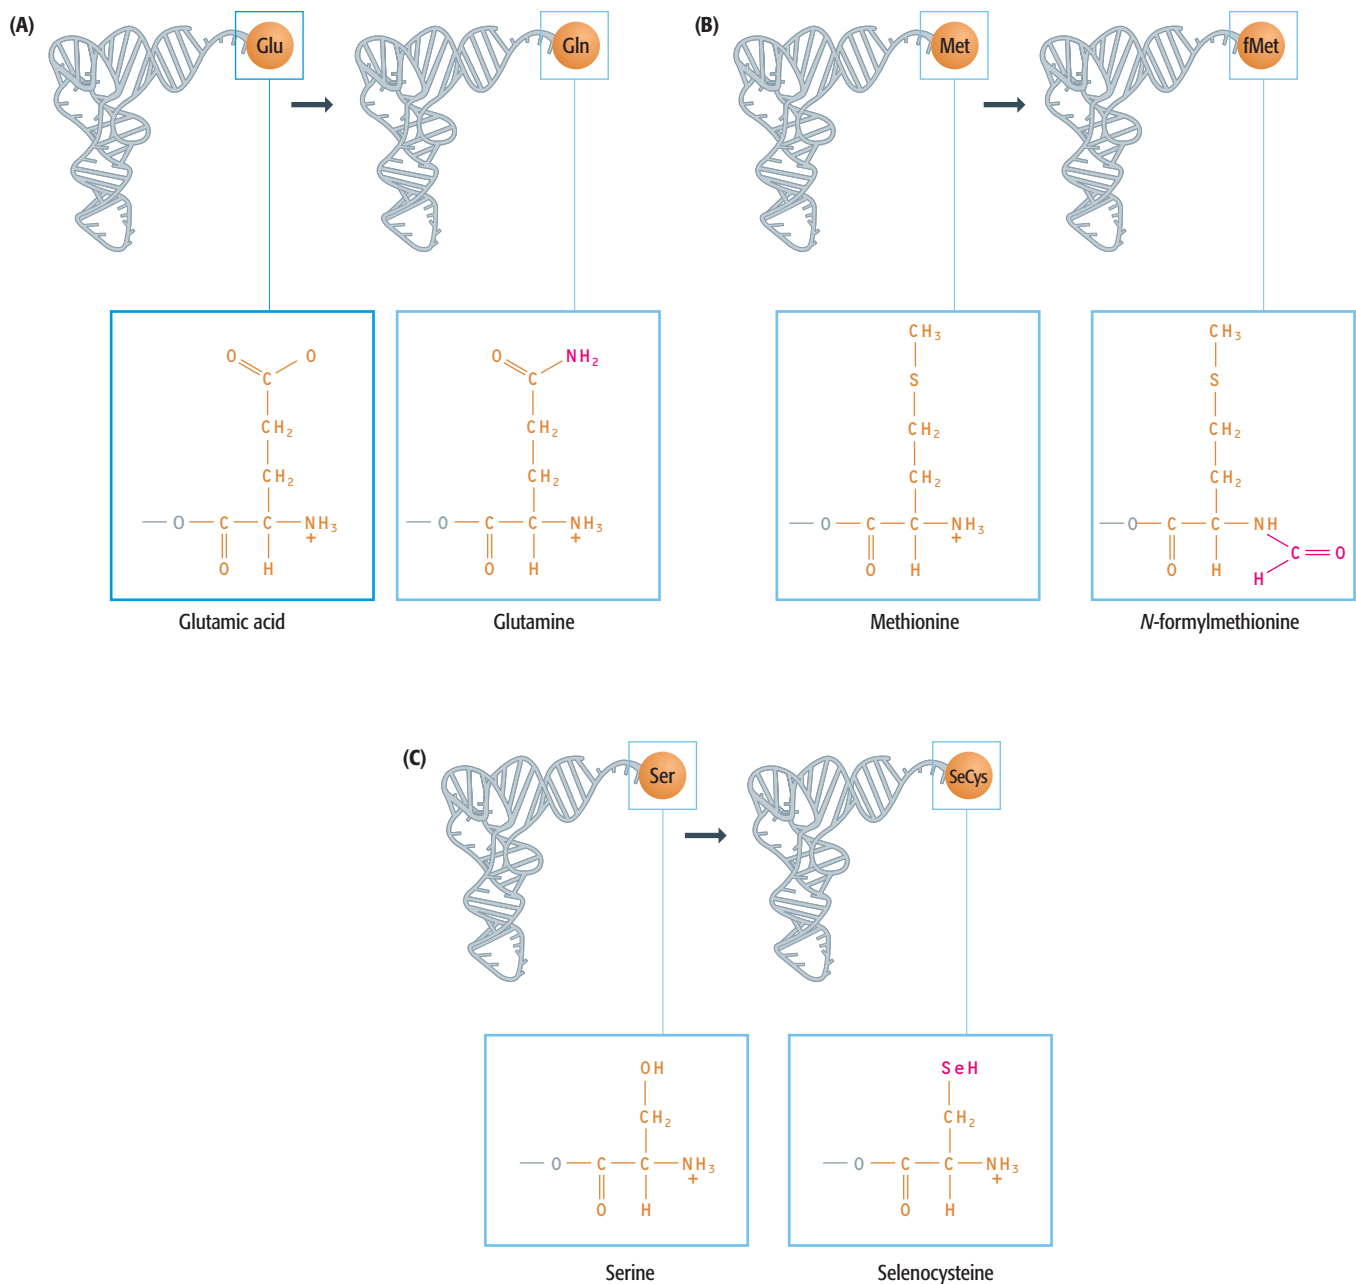 (A)
Glu
Gln
(B)
Met
fMet
O O
C
CH₂
CH₂
O C C NH₃
+
O H
Glutamic acid
O NH₂
C
CH₂
CH₂
O C C NH₃
+
O H
Glutamine
CH₃
S
CH₂
CH₂
O C C NH₃
+
O H
Methionine
CH₃
S
CH₂
CH₂
O C C NH
C O
O H H
N-formylmethionine
(C)
Ser
SeCys
OH
CH₂
O C C NH₃
+
O H
Serine
SeH
CH₂
O C C NH₃
+
O H
Selenocysteine